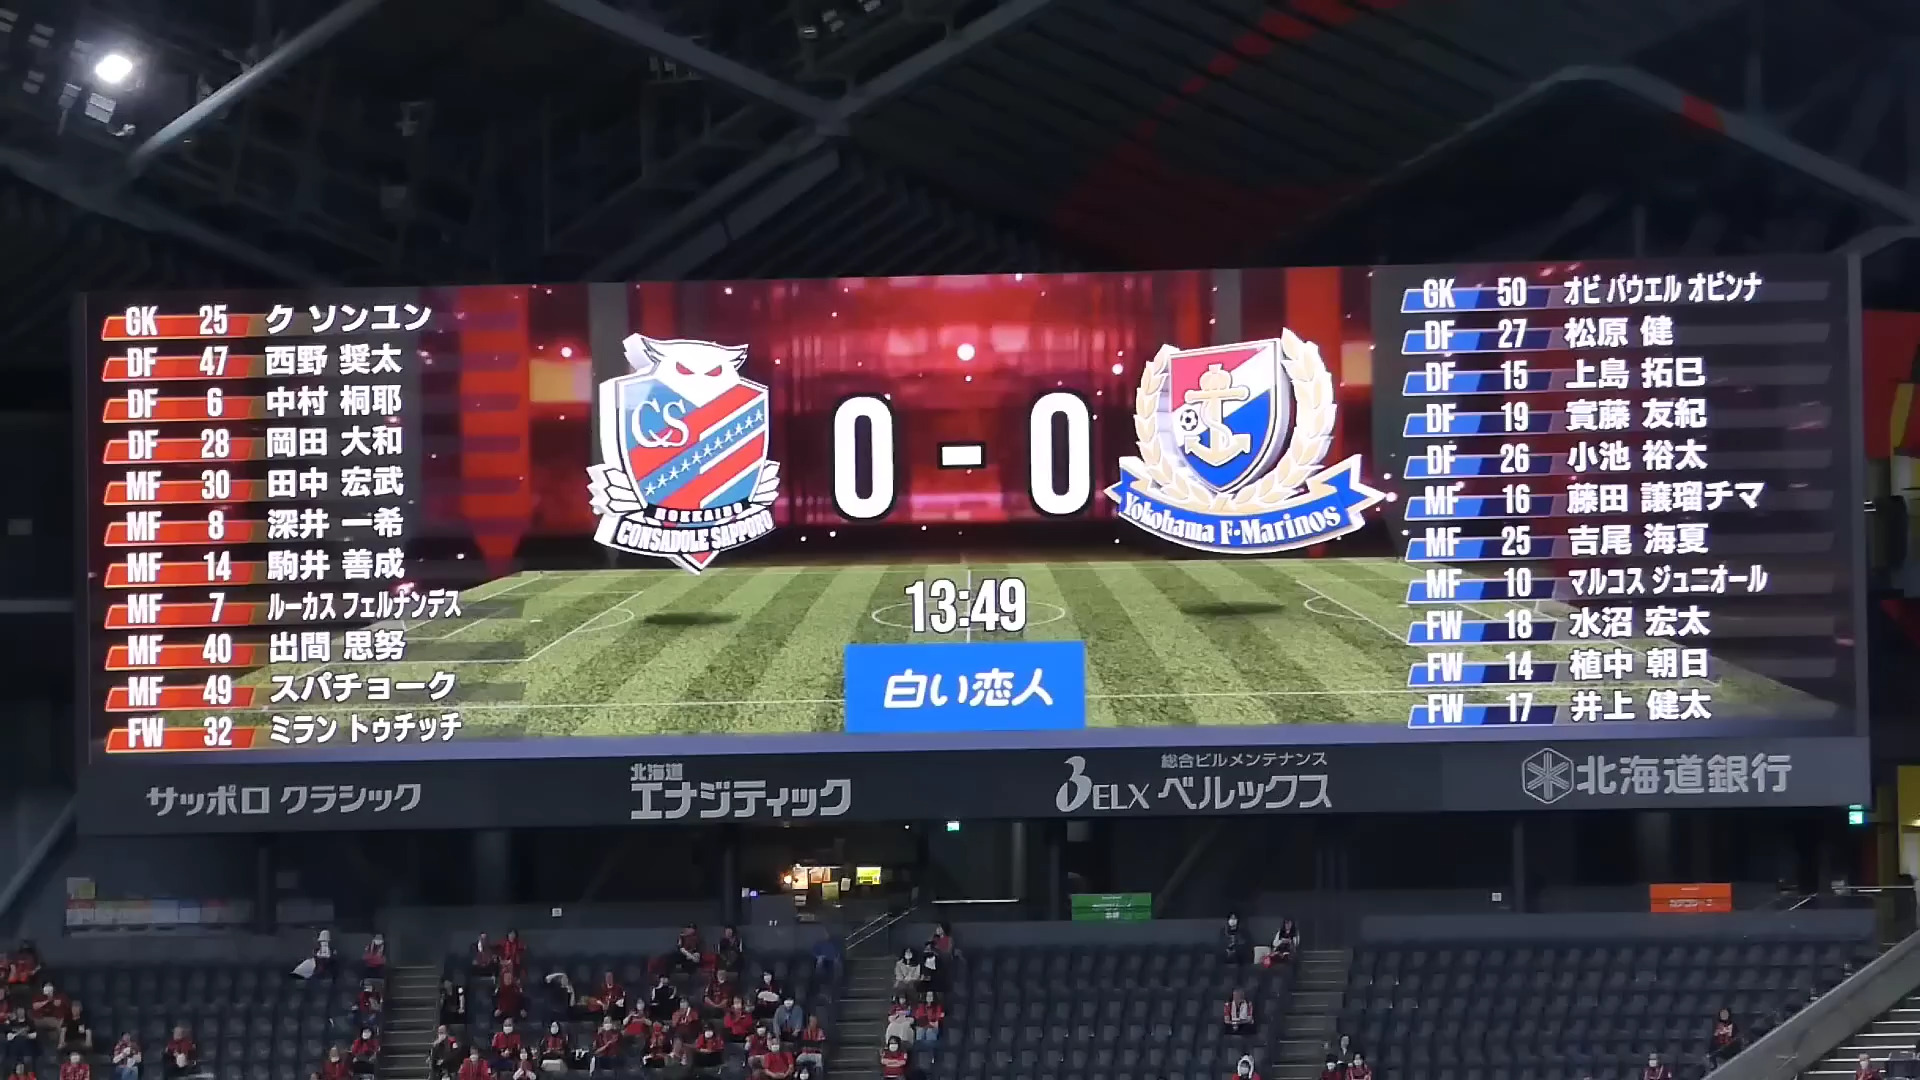 GK 25 ク ソンユン
DF 47 西野 奨太
DF 6 中村 桐耶
DF 28 岡田 大和
MF 30 田中 宏武
MF 8 深井 一希
MF 14 駒井 善成
MF 7 ルーカス フェルナンデス
MF 40 出間 思努
MF 49 スパチョーク
FW 32 ミラン トゥチッチ
CS
HOKKAIDO
CONSADOLE SAPPORO
0 - 0
Yokohama F·Marinos
13:49
白い恋人
GK 50 オビ パウエル オビンナ
DF 27 松原 健
DF 15 上島 拓巳
DF 19 實藤 友紀
DF 26 小池 裕太
MF 16 藤田 譲瑠チマ
MF 25 吉尾 海夏
MF 10 マルコス ジュニオール
FW 18 水沼 宏太
FW 14 植中 朝日
FW 17 井上 健太
サッポロ クラシック
北海道
エナジティック
総合ビルメンテナンス
BELX ベルックス
北海道銀行